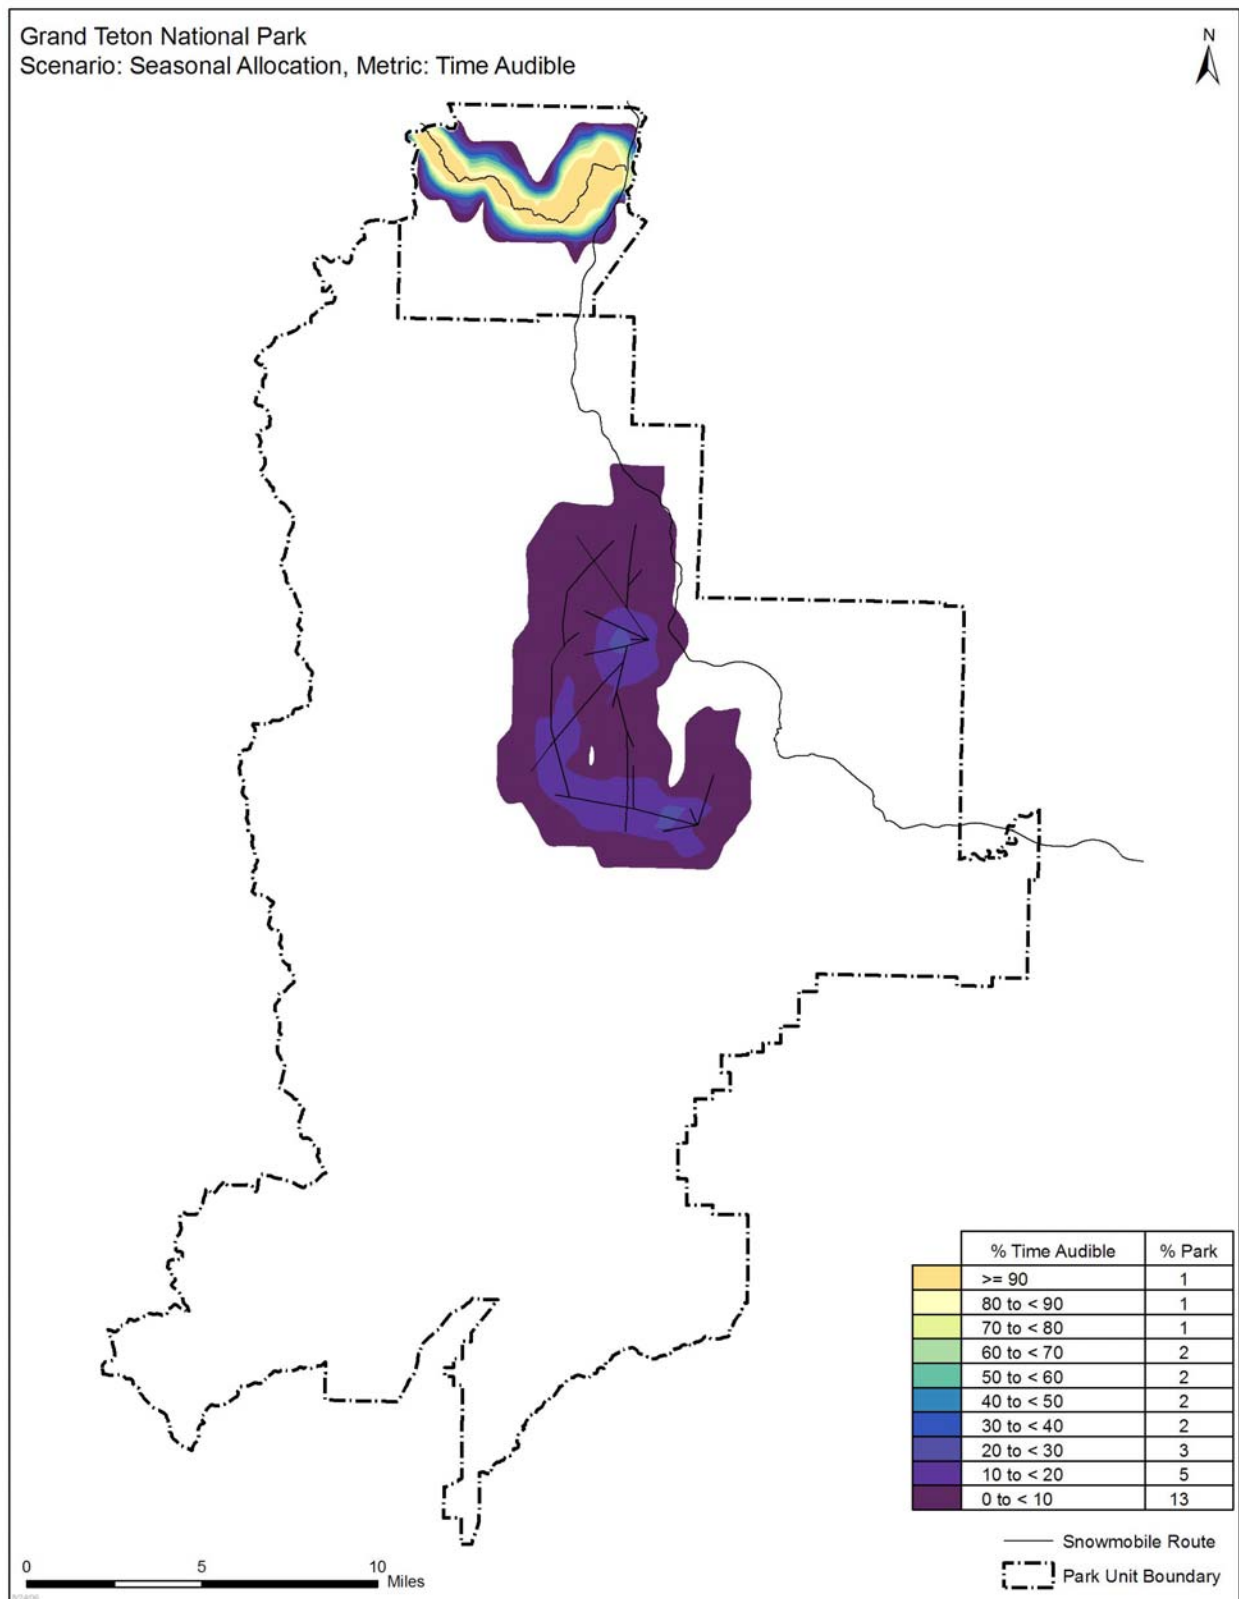 Grand Teton National Park
Scenario: Seasonal Allocation, Metric: Time Audible
N
% Time Audible % Park
>= 90 1
80 to < 90 1
70 to < 80 1
60 to < 70 2
50 to < 60 2
40 to < 50 2
30 to < 40 2
20 to < 30 3
10 to < 20 5
0 to < 10 13
Snowmobile Route
Park Unit Boundary
0 5 10
Miles